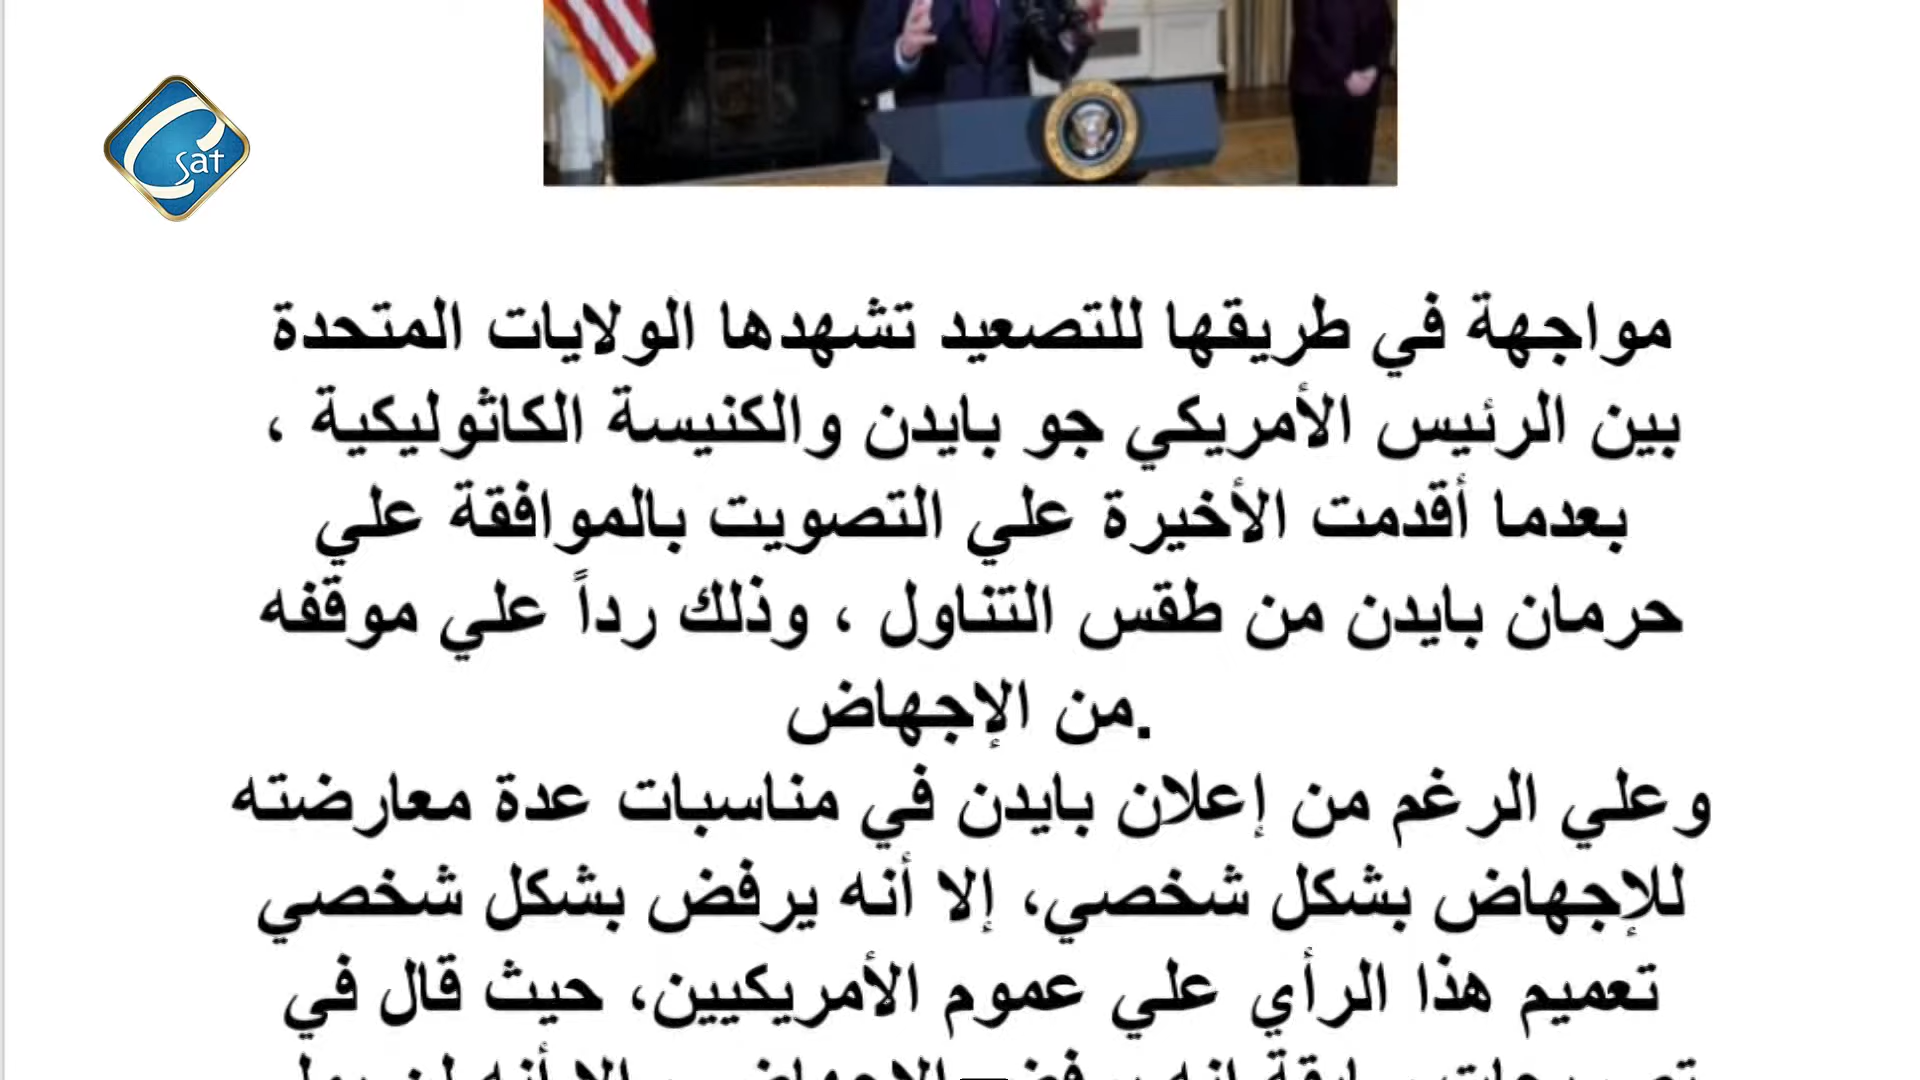 C sat
مواجهة في طريقها للتصعيد تشهدها الولايات المتحدة
بين الرئيس الأمريكي جو بايدن والكنيسة الكاثوليكية ،
بعدما أقدمت الأخيرة علي التصويت بالموافقة علي
حرمان بايدن من طقس التناول ، وذلك رداً علي موقفه
من الإجهاض.
وعلي الرغم من إعلان بايدن في مناسبات عدة معارضته
للإجهاض بشكل شخصي، إلا أنه يرفض بشكل شخصي
تعميم هذا الرأي علي عموم الأمريكيين، حيث قال في